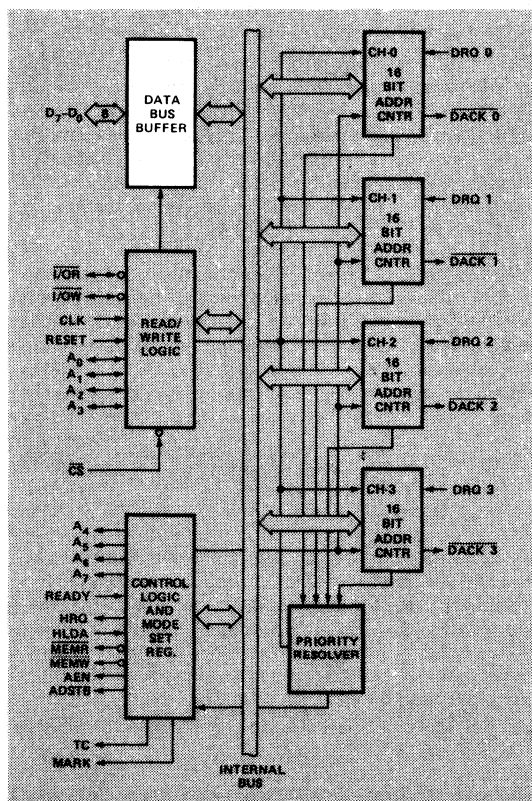 D7-D0
8
DATA
BUS
BUFFER
I/OR
I/OW
CLK
RESET
A0
A1
A2
A3
READ/
WRITE
LOGIC
CS
A4
A5
A6
A7
READY
HRQ
HLDA
MEMR
MEMW
AEN
ADSTB
CONTROL
LOGIC
AND
MODE
SET
REG.
TC
MARK
INTERNAL
BUS
CH-0
16
BIT
ADDR
CNTR
DRQ 0
DACK 0
CH-1
16
BIT
ADDR
CNTR
DRQ 1
DACK 1
CH-2
16
BIT
ADDR
CNTR
DRQ 2
DACK 2
CH-3
16
BIT
ADDR
CNTR
DRQ 3
DACK 3
PRIORITY
RESOLVER